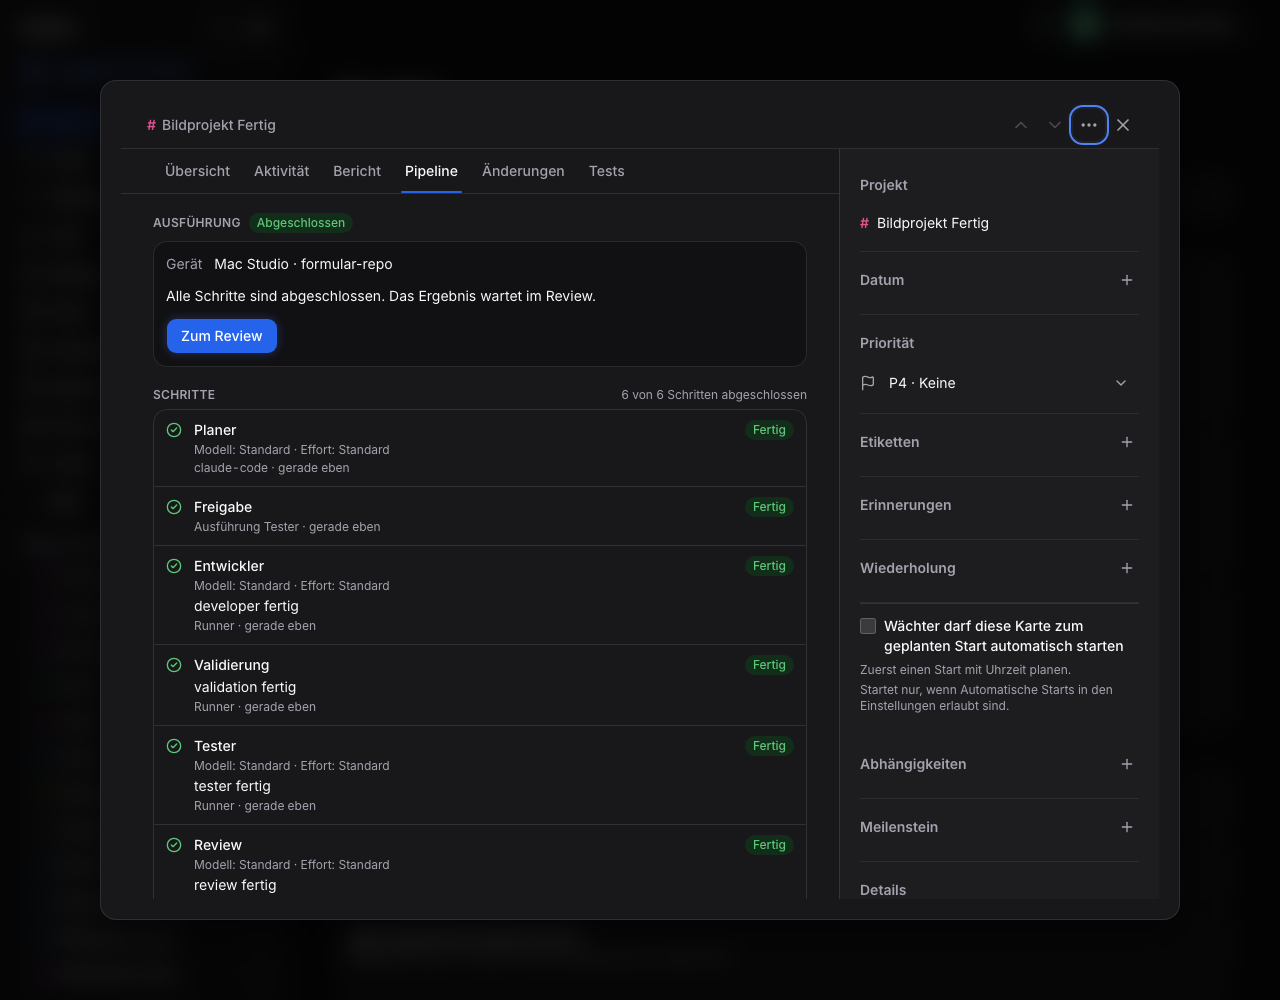 # Bildprojekt Fertig
Übersicht Aktivität Bericht Pipeline Änderungen Tests
AUSFÜHRUNG Abgeschlossen
Gerät Mac Studio · formular-repo
Alle Schritte sind abgeschlossen. Das Ergebnis wartet im Review.
Zum Review
SCHRITTE 6 von 6 Schritten abgeschlossen
Planer Fertig
Modell: Standard · Effort: Standard
claude-code · gerade eben
Freigabe Fertig
Ausführung Tester · gerade eben
Entwickler Fertig
Modell: Standard · Effort: Standard
developer fertig
Runner · gerade eben
Validierung Fertig
validation fertig
Runner · gerade eben
Tester Fertig
Modell: Standard · Effort: Standard
tester fertig
Runner · gerade eben
Review Fertig
Modell: Standard · Effort: Standard
review fertig
Projekt
# Bildprojekt Fertig
Datum
Priorität
P4 · Keine
Etiketten
Erinnerungen
Wiederholung
Wächter darf diese Karte zum
geplanten Start automatisch starten
Zuerst einen Start mit Uhrzeit planen.
Startet nur, wenn Automatische Starts in den
Einstellungen erlaubt sind.
Abhängigkeiten
Meilenstein
Details